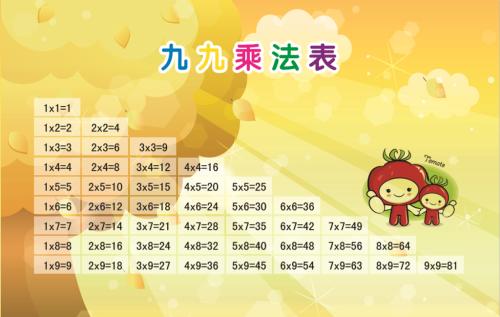 九九乘法表
1x1=1
1x2=2 2x2=4
1x3=3 2x3=6 3x3=9
1x4=4 2x4=8 3x4=12 4x4=16
1x5=5 2x5=10 3x5=15 4x5=20 5x5=25
1x6=6 2x6=12 3x6=18 4x6=24 5x6=30 6x6=36
1x7=7 2x7=14 3x7=21 4x7=28 5x7=35 6x7=42 7x7=49
1x8=8 2x8=16 3x8=24 4x8=32 5x8=40 6x8=48 7x8=56 8x8=64
1x9=9 2x9=18 3x9=27 4x9=36 5x9=45 6x9=54 7x9=63 8x9=72 9x9=81
Tomato